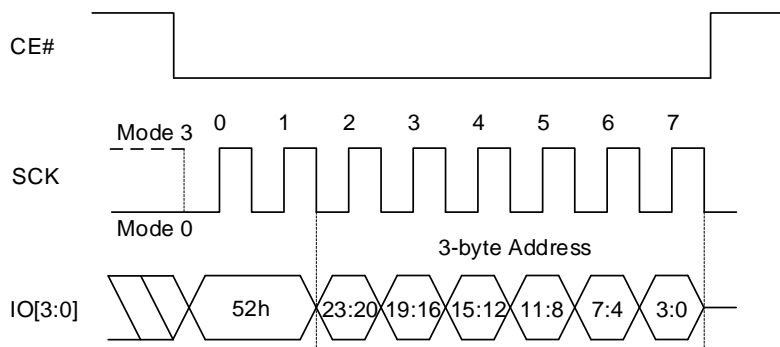 CE#
0 1 2 3 4 5 6 7
Mode 3
SCK
Mode 0
3-byte Address
IO[3:0] 52h 23:20 19:16 15:12 11:8 7:4 3:0